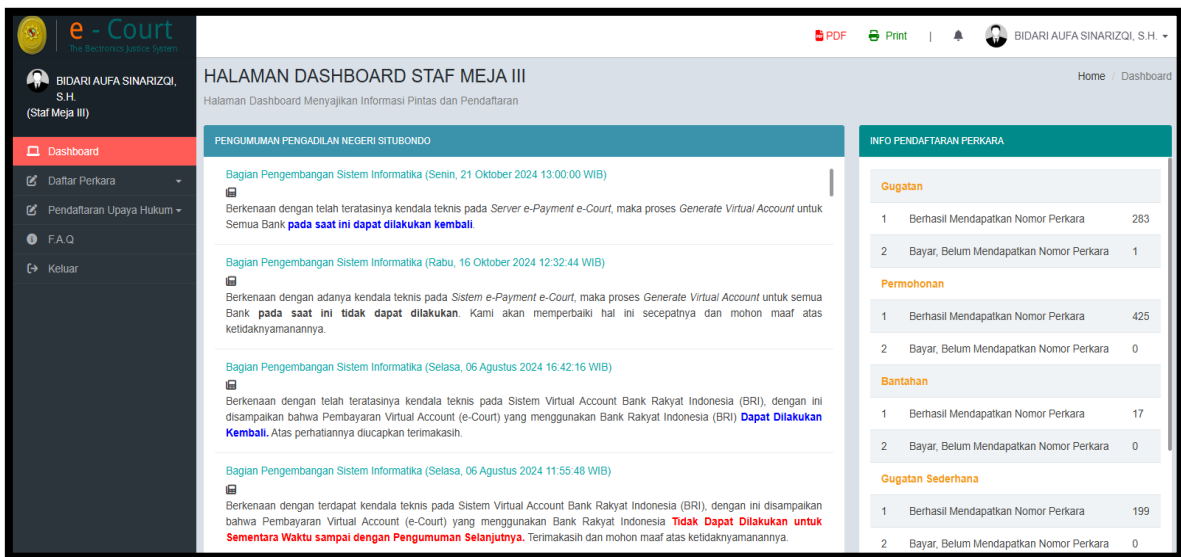 e - Court
The Electronics Justice System
PDF
Print
|
BIDARI AUFA SINARIZQI, S.H.
BIDARI AUFA SINARIZQI,
S.H.
(Staf Meja III)
Dashboard
Daftar Perkara
Pendaftaran Upaya Hukum
F.A.Q
Keluar
HALAMAN DASHBOARD STAF MEJA III
Halaman Dashboard Menyajikan Informasi Pintas dan Pendaftaran
Home / Dashboard
PENGUMUMAN PENGADILAN NEGERI SITUBONDO
Bagian Pengembangan Sistem Informatika (Senin, 21 Oktober 2024 13:00:00 WIB)
Berkenaan dengan telah teratasinya kendala teknis pada Server e-Payment e-Court, maka proses Generate Virtual Account untuk
Semua Bank pada saat ini dapat dilakukan kembali.
Bagian Pengembangan Sistem Informatika (Rabu, 16 Oktober 2024 12:32:44 WIB)
Berkenaan dengan adanya kendala teknis pada Sistem e-Payment e-Court, maka proses Generate Virtual Account untuk semua
Bank pada saat ini tidak dapat dilakukan. Kami akan memperbaiki hal ini secepatnya dan mohon maaf atas
ketidaknyamanannya.
Bagian Pengembangan Sistem Informatika (Selasa, 06 Agustus 2024 16:42:16 WIB)
Berkenaan dengan telah teratasinya kendala teknis pada Sistem Virtual Account Bank Rakyat Indonesia (BRI), dengan ini
disampaikan bahwa Pembayaran Virtual Account (e-Court) yang menggunakan Bank Rakyat Indonesia (BRI) Dapat Dilakukan
Kembali. Atas perhatiannya diucapkan terimakasih.
Bagian Pengembangan Sistem Informatika (Selasa, 06 Agustus 2024 11:55:48 WIB)
Berkenaan dengan terdapat kendala teknis pada Sistem Virtual Account Bank Rakyat Indonesia (BRI), dengan ini disampaikan
bahwa Pembayaran Virtual Account (e-Court) yang menggunakan Bank Rakyat Indonesia Tidak Dapat Dilakukan untuk
Sementara Waktu sampai dengan Pengumuman Selanjutnya. Terimakasih dan mohon maaf atas ketidaknyamanannya.
INFO PENDAFTARAN PERKARA
Gugatan
1 Berhasil Mendapatkan Nomor Perkara 283
2 Bayar, Belum Mendapatkan Nomor Perkara 1
Permohonan
1 Berhasil Mendapatkan Nomor Perkara 425
2 Bayar, Belum Mendapatkan Nomor Perkara 0
Bantahan
1 Berhasil Mendapatkan Nomor Perkara 17
2 Bayar, Belum Mendapatkan Nomor Perkara 0
Gugatan Sederhana
1 Berhasil Mendapatkan Nomor Perkara 199
2 Bayar, Belum Mendapatkan Nomor Perkara 0